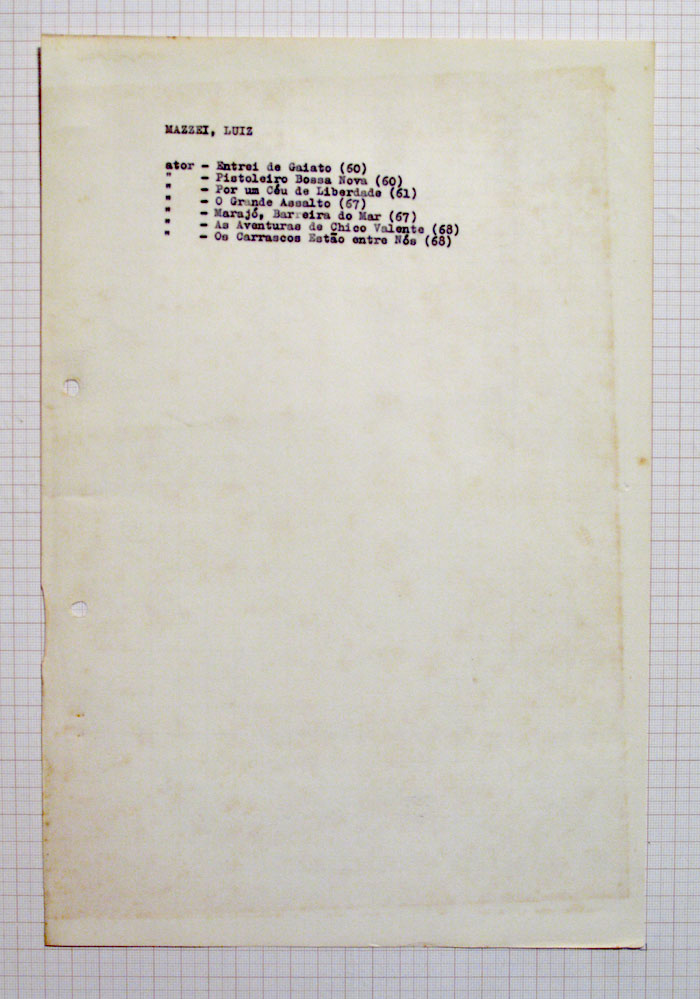 MAZZEI, LUIZ
ator - Entrei de Gaiato (60)
" - Pistoleiro Bossa Nova (60)
" - Por um Céu de Liberdade (61)
" - O Grande Assalto (67)
" - Marajó, Barreira do Mar (67)
" - As Aventuras de Chico Valente (68)
" - Os Carrascos Estão entre Nós (68)